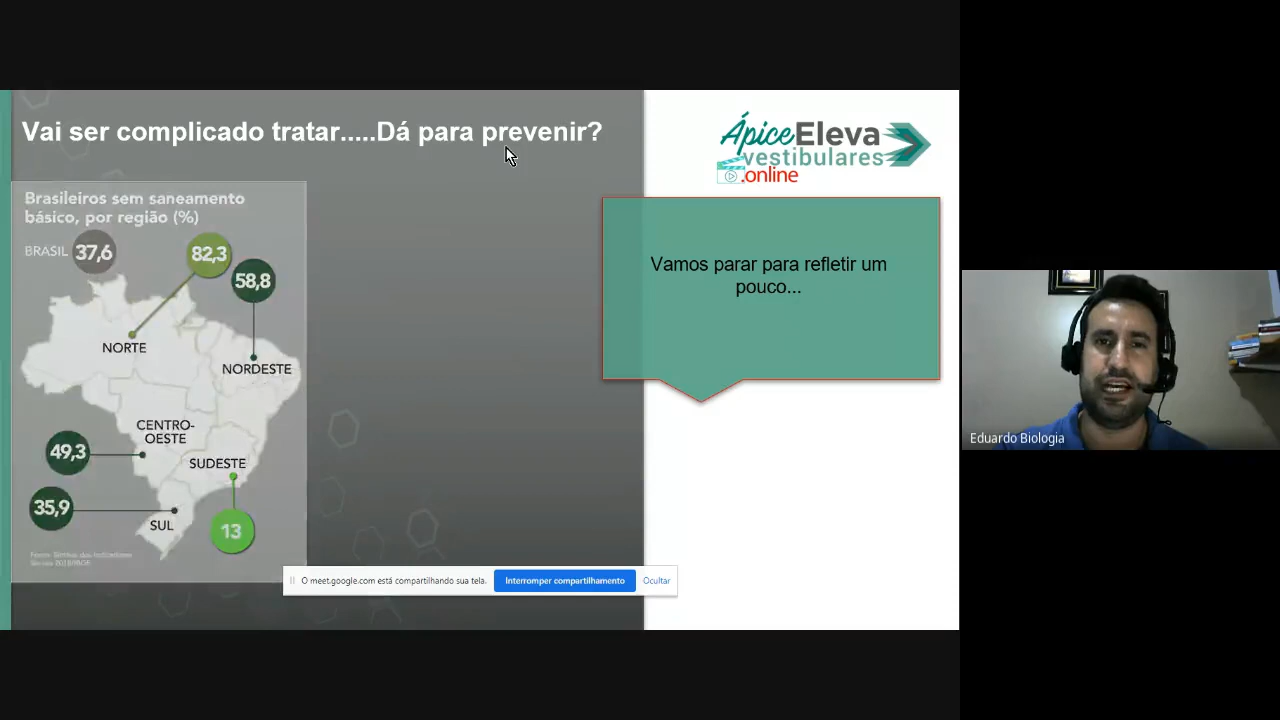 Vai ser complicado tratar.....Dá para prevenir?
ÁpiceEleva
vestibulares
.online
Brasileiros sem saneamento
básico, por região (%)
BRASIL 37,6
82,3
58,8
NORTE
NORDESTE
CENTRO-
OESTE
49,3
SUDESTE
35,9
SUL
13
Vamos parar para refletir um
pouco...
Eduardo Biologia
O meet.google.com está compartilhando sua tela.
Interromper compartilhamento
Ocultar